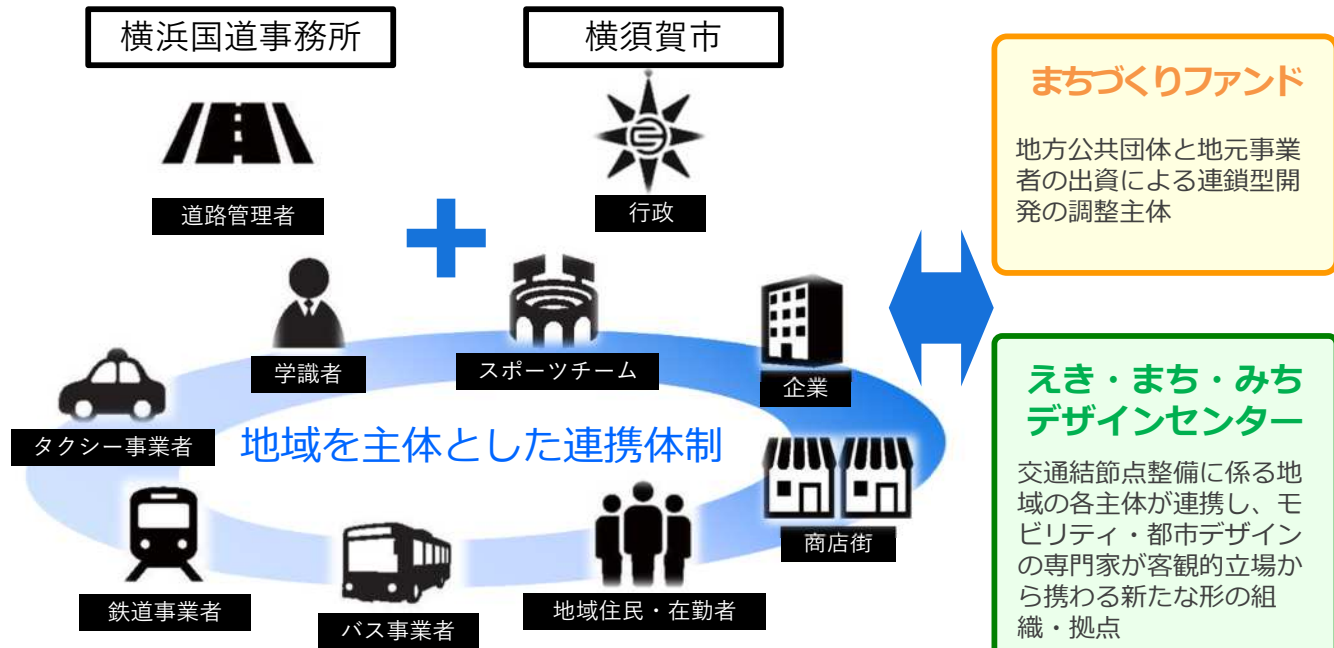 横浜国道事務所
横須賀市
道路管理者
行政
学識者
スポーツチーム
企業
タクシー事業者
地域を主体とした連携体制
商店街
鉄道事業者
バス事業者
地域住民・在勤者
まちづくりファンド
地方公共団体と地元事業
者の出資による連鎖型開
発の調整主体
えき・まち・みち
デザインセンター
交通結節点整備に係る地
域の各主体が連携し、モ
ビリティ・都市デザイン
の専門家が客観的立場か
ら携わる新たな形の組
織・拠点